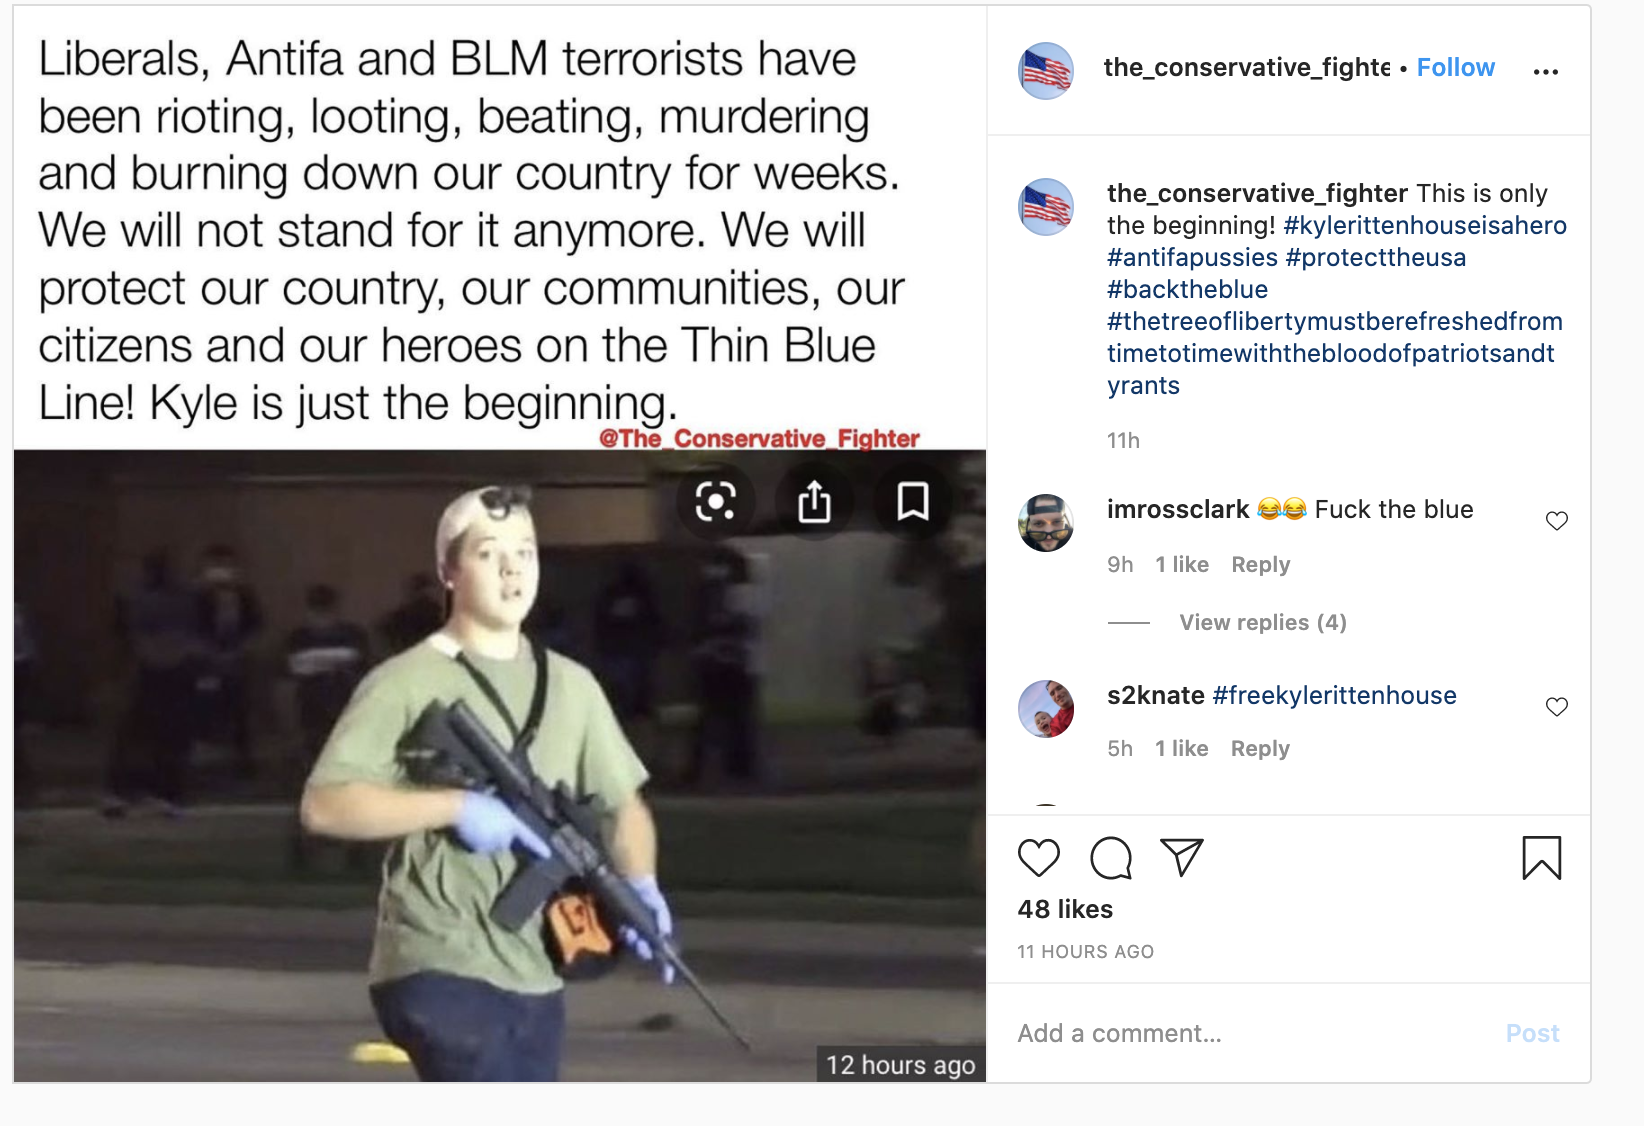 Liberals, Antifa and BLM terrorists have
been rioting, looting, beating, murdering
and burning down our country for weeks.
We will not stand for it anymore. We will
protect our country, our communities, our
citizens and our heroes on the Thin Blue
Line! Kyle is just the beginning.
@The_Conservative_Fighter
12 hours ago
the_conservative_fighte • Follow
the_conservative_fighter This is only
the beginning! #kylerittenhouseisahero
#antifapussies #protecttheusa
#backtheblue
#thetreeoflibertymustberefreshedfrom
timetotimewiththebloodofpatriotsandt
yrants
11h
imrossclark 😂😂 Fuck the blue
9h 1 like Reply
View replies (4)
s2knate #freekylerittenhouse
5h 1 like Reply
48 likes
11 HOURS AGO
Add a comment... Post